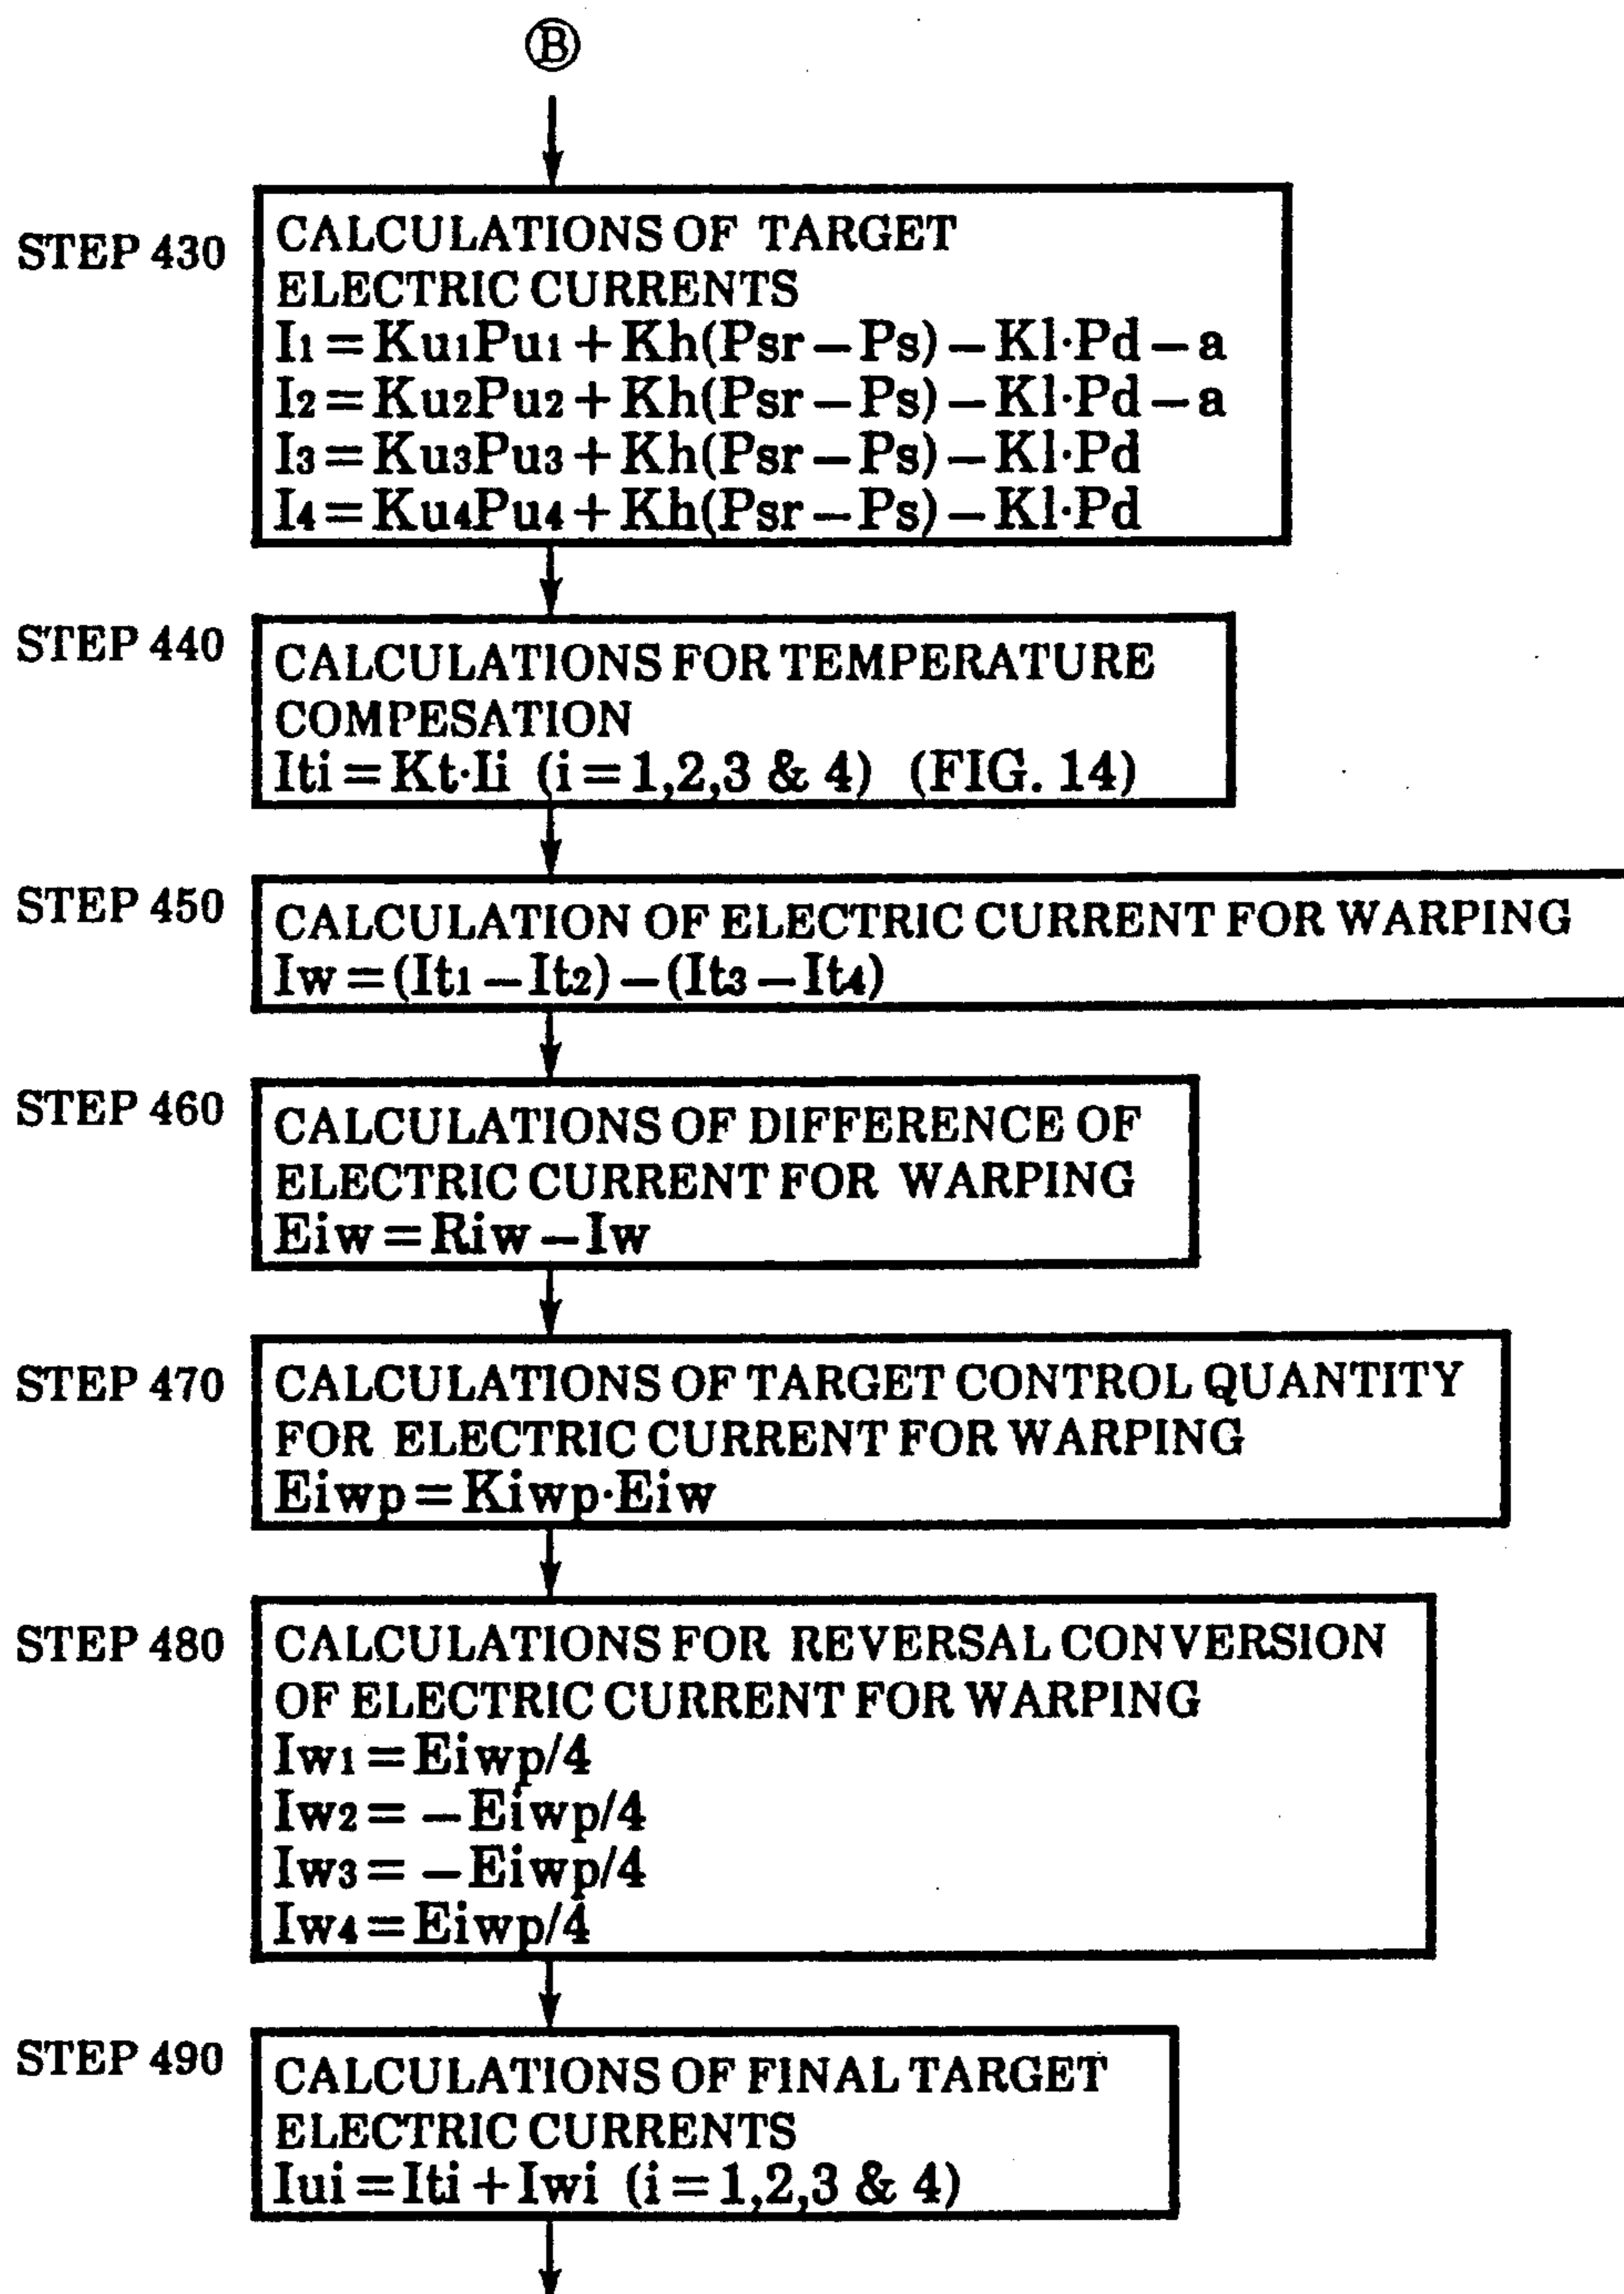 B
STEP 430
CALCULATIONS OF TARGET
ELECTRIC CURRENTS
I1 = Ku1Pu1 + Kh(Psr – Ps) – Kl·Pd – a
I2 = Ku2Pu2 + Kh(Psr – Ps) – Kl·Pd – a
I3 = Ku3Pu3 + Kh(Psr – Ps) – Kl·Pd
I4 = Ku4Pu4 + Kh(Psr – Ps) – Kl·Pd
STEP 440
CALCULATIONS FOR TEMPERATURE
COMPESATION
Iti = Kt·Ii (i = 1,2,3 & 4) (FIG. 14)
STEP 450
CALCULATION OF ELECTRIC CURRENT FOR WARPING
Iw = (It1 – It2) – (It3 – It4)
STEP 460
CALCULATIONS OF DIFFERENCE OF
ELECTRIC CURRENT FOR WARPING
Eiw = Riw – Iw
STEP 470
CALCULATIONS OF TARGET CONTROL QUANTITY
FOR ELECTRIC CURRENT FOR WARPING
Eiwp = Kiwp·Eiw
STEP 480
CALCULATIONS FOR REVERSAL CONVERSION
OF ELECTRIC CURRENT FOR WARPING
Iw1 = Eiwp/4
Iw2 = –Eiwp/4
Iw3 = –Eiwp/4
Iw4 = Eiwp/4
STEP 490
CALCULATIONS OF FINAL TARGET
ELECTRIC CURRENTS
Iui = Iti + Iwi (i = 1,2,3 & 4)